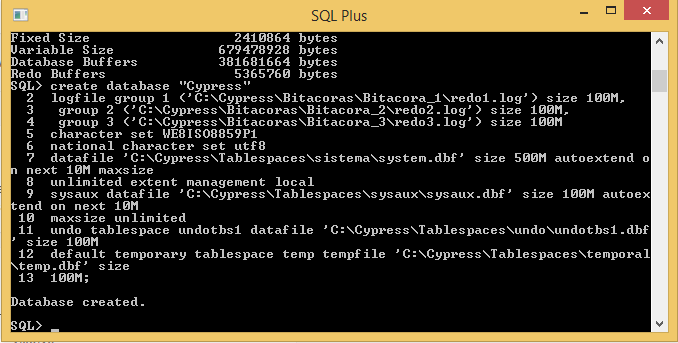 SQL Plus
Fixed Size                  2410864 bytes
Variable Size             679478928 bytes
Database Buffers          381681664 bytes
Redo Buffers                5365760 bytes
SQL> create database "Cypress"
  2  logfile group 1 ('C:\Cypress\Bitacoras\Bitacora_1\redo1.log') size 100M,
  3   group 2 ('C:\Cypress\Bitacoras\Bitacora_2\redo2.log') size 100M,
  4   group 3 ('C:\Cypress\Bitacoras\Bitacora_3\redo3.log') size 100M
  5  character set WE8ISO8859P1
  6  national character set utf8
  7  datafile 'C:\Cypress\Tablespaces\sistema\system.dbf' size 500M autoextend o
n next 10M maxsize
  8  unlimited extent management local
  9  sysaux datafile 'C:\Cypress\Tablespaces\sysaux\sysaux.dbf' size 100M autoex
tend on next 10M
 10  maxsize unlimited
 11  undo tablespace undotbs1 datafile 'C:\Cypress\Tablespaces\undo\undotbs1.dbf
' size 100M
 12  default temporary tablespace temp tempfile 'C:\Cypress\Tablespaces\temporal
\temp.dbf' size
 13  100M;
Database created.
SQL> _